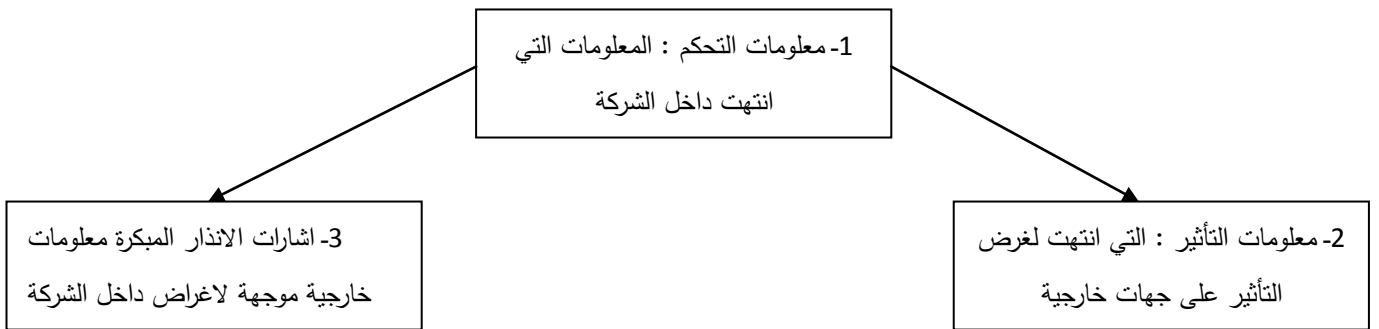 1- معلومات التحكم : المعلومات التي
انتهت داخل الشركة
2- معلومات التأثير : التي انتهت لغرض
التأثير على جهات خارجية
3- اشارات الانذار المبكرة معلومات
خارجية موجهة لاغراض داخل الشركة